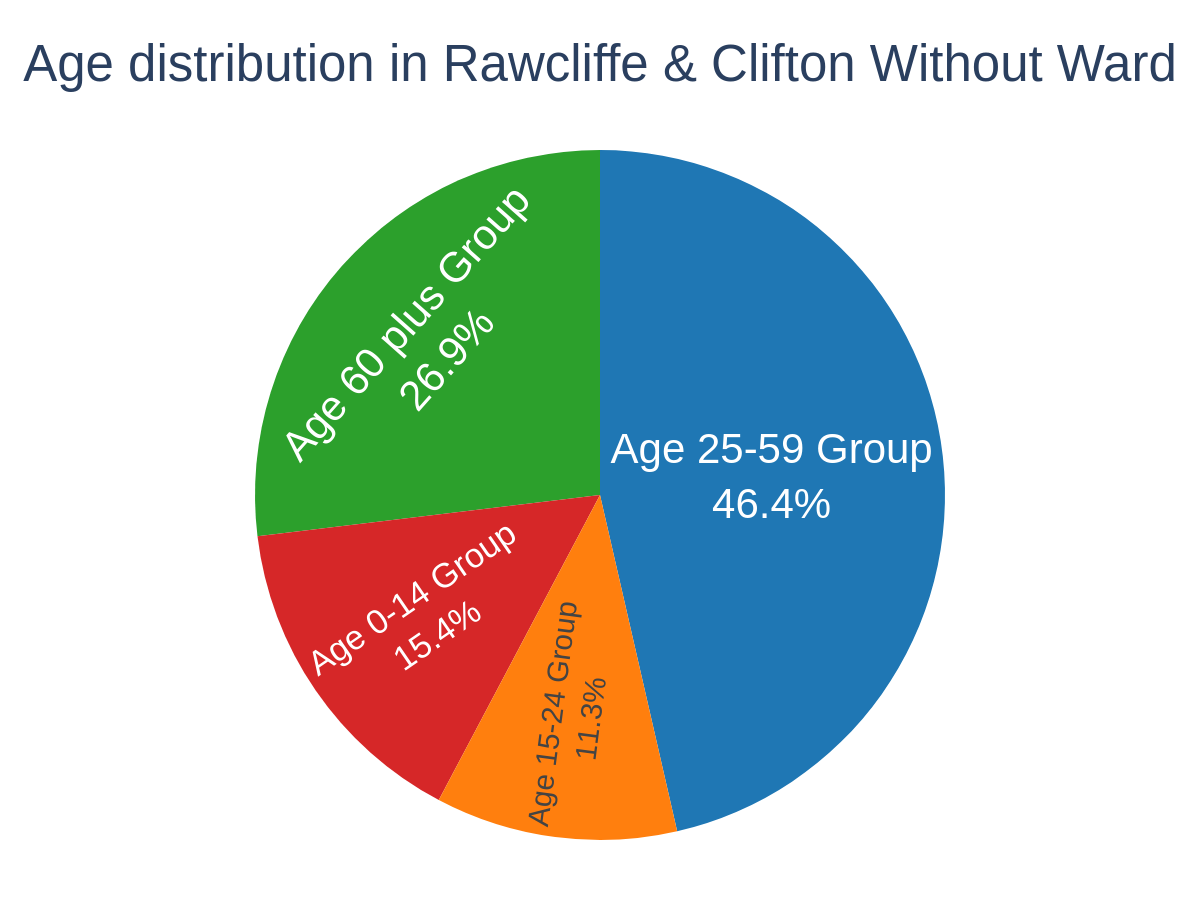 Age distribution in Rawcliffe & Clifton Without Ward
Age 60 plus Group
26.9%
Age 25-59 Group
46.4%
Age 0-14 Group
15.4%
Age 15-24 Group
11.3%